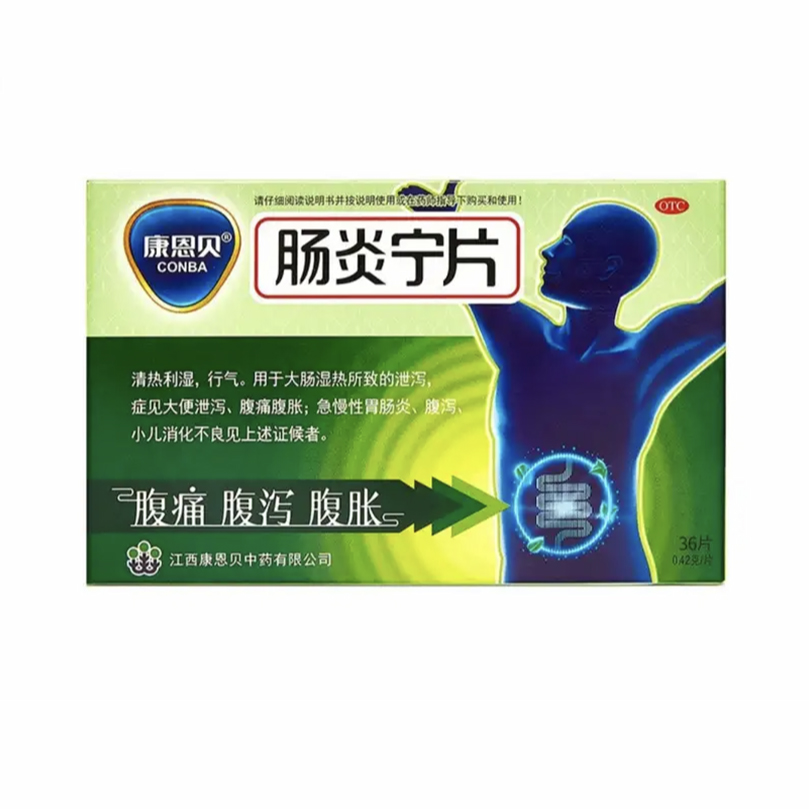 请仔细阅读说明书并按说明使用或在药师指导下购买和使用！
OTC
康恩贝®
CONBA
肠炎宁片
清热利湿，行气。用于大肠湿热所致的泄泻，
症见大便泄泻、腹痛腹胀；急慢性胃肠炎、腹泻、
小儿消化不良见上述证候者。
腹痛 腹泻 腹胀
江西康恩贝中药有限公司
36片
0.42克/片